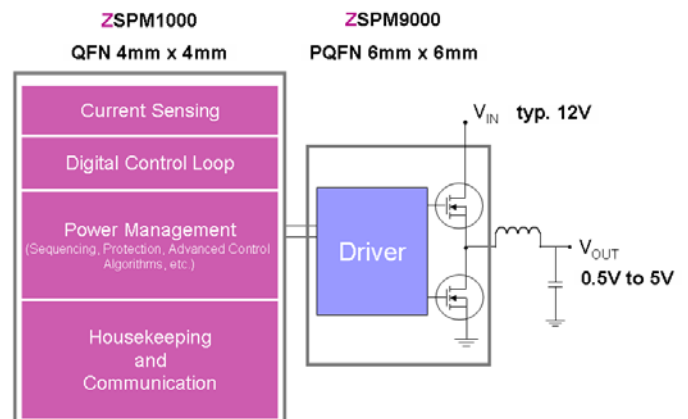 ZSPM1000
QFN 4mm x 4mm
Current Sensing
Digital Control Loop
Power Management
(Sequencing, Protection, Advanced Control
Algorithms, etc.)
Housekeeping
and
Communication
ZSPM9000
PQFN 6mm x 6mm
Driver
VIN typ. 12V
VOUT
0.5V to 5V